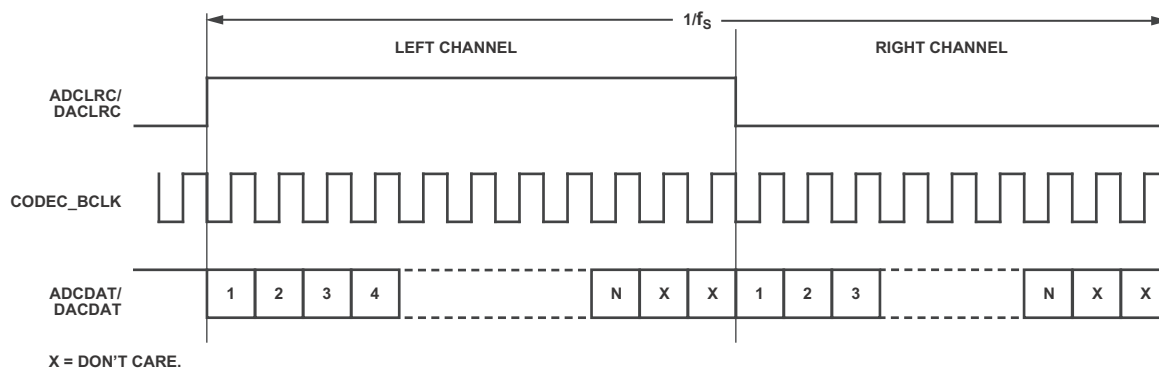 1/fS
LEFT CHANNEL
RIGHT CHANNEL
ADCLRC/
DACLRC
CODEC_BCLK
ADCDAT/
DACDAT
1 2 3 4 N X X 1 2 3 N X X
X = DON'T CARE.